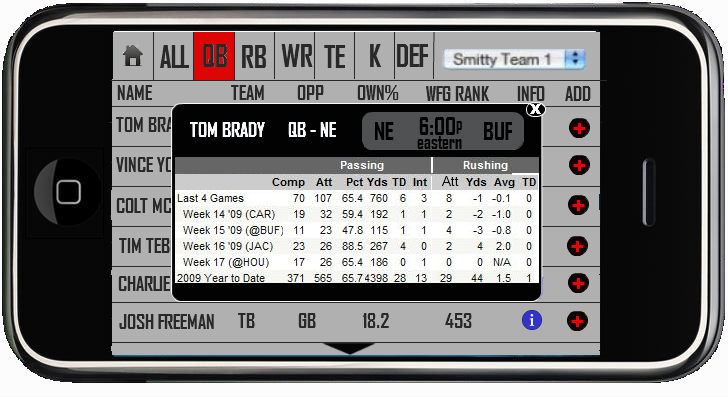 ALL QB RB WR TE K DEF Smitty Team 1
NAME TEAM OPP OWN% WFG RANK INFO ADD
X
TOM BRA
TOM BRADY QB - NE NE 6:00P BUF
eastern
VINCE YO
Passing Rushing
Comp Att Pct Yds TD Int Att Yds Avg TD
Last 4 Games 70 107 65.4 760 6 3 8 -1 -0.1 0
COLT MC
Week 14 '09 (CAR) 19 32 59.4 192 1 1 2 -2 -1.0 0
Week 15 '09 (@BUF) 11 23 47.8 115 1 1 4 -3 -0.8 0
TIM TEB
Week 16 '09 (JAC) 23 26 88.5 267 4 0 2 4 2.0 0
Week 17 (@HOU) 17 26 65.4 186 0 1 0 0 N/A 0
CHARLIE
2009 Year to Date 371 565 65.7 4398 28 13 29 44 1.5 1
JOSH FREEMAN TB GB 18.2 453 i